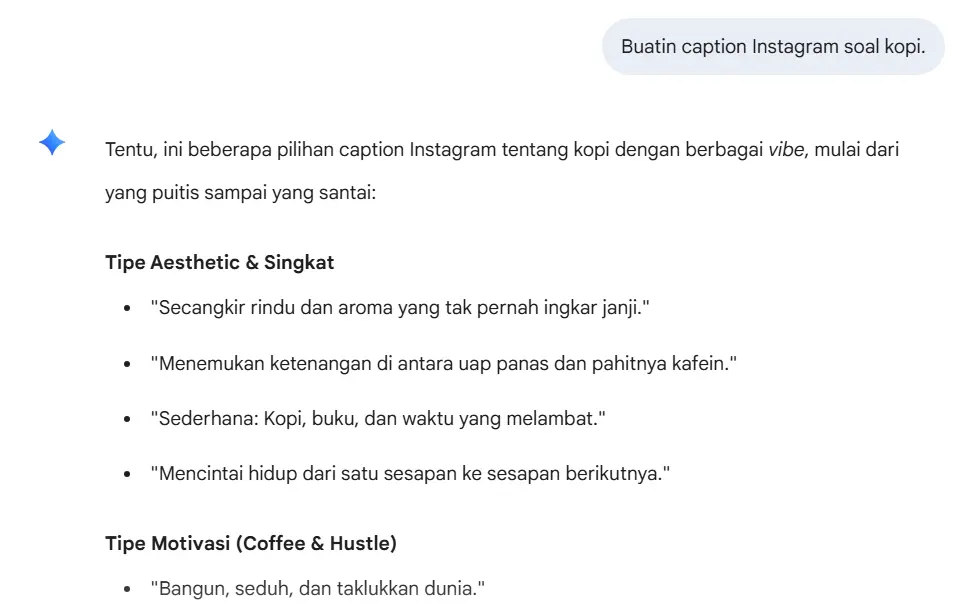 Buatin caption Instagram soal kopi.
Tentu, ini beberapa pilihan caption Instagram tentang kopi dengan berbagai vibe, mulai dari
yang puitis sampai yang santai:
Tipe Aesthetic & Singkat
• "Secangkir rindu dan aroma yang tak pernah ingkar janji."
• "Menemukan ketenangan di antara uap panas dan pahitnya kafein."
• "Sederhana: Kopi, buku, dan waktu yang melambat."
• "Mencintai hidup dari satu sesapan ke sesapan berikutnya."
Tipe Motivasi (Coffee & Hustle)
• "Bangun, seduh, dan taklukkan dunia."